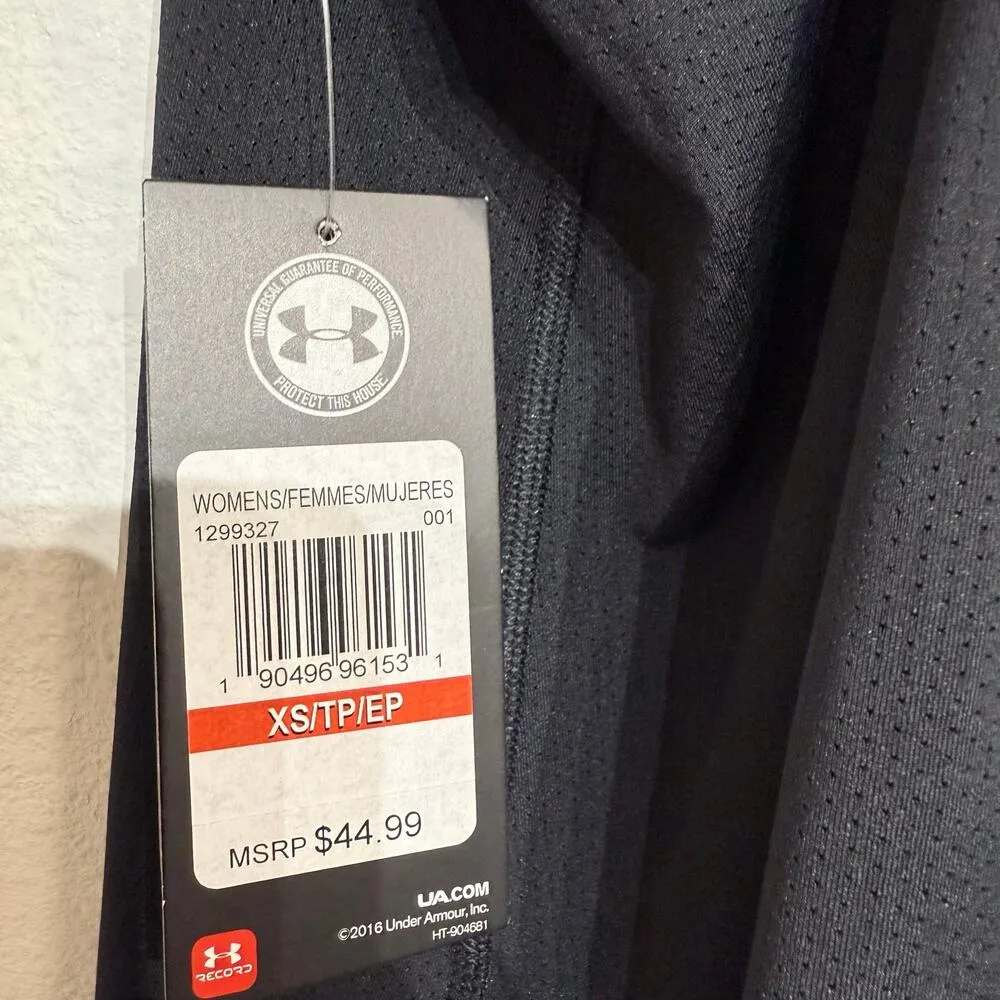 UNIVERSAL GUARANTEE OF PERFORMANCE
PROTECT THIS HOUSE
WOMENS/FEMMES/MUJERES
1299327 001
1 90496 96153 1
XS/TP/EP
MSRP $44.99
UA.COM
©2016 Under Armour, Inc.
HT-904681
RECORD